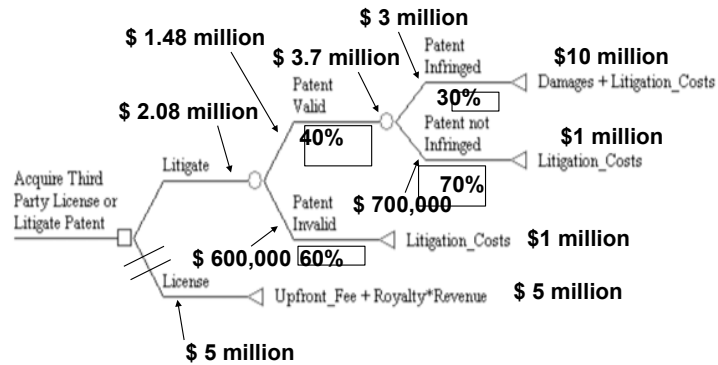 $ 3 million
$ 1.48 million
$ 3.7 million
Patent
Infringed
$10 million
Damages + Litigation_Costs
30%
$ 2.08 million
Patent
Valid
40%
Patent not
Infringed
$1 million
Litigation_Costs
70%
$ 700,000
Litigate
Acquire Third
Party License or
Litigate Patent
Patent
Invalid
$ 600,000
60%
Litigation_Costs
$1 million
License
Upfront_Fee + Royalty*Revenue
$ 5 million
$ 5 million